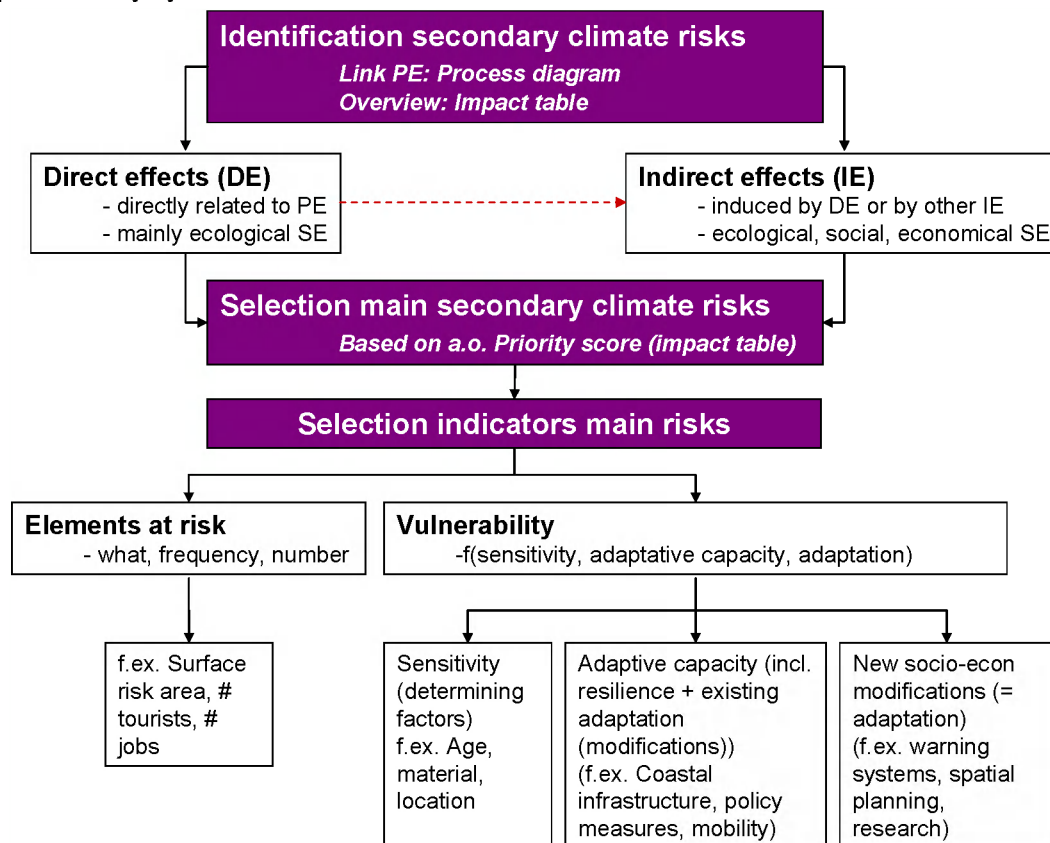 Identification secondary climate risks
Link PE: Process diagram
Overview: Impact table
Direct effects (DE)
- directly related to PE
- mainly ecological SE
Indirect effects (IE)
- induced by DE or by other IE
- ecological, social, economical SE
Selection main secondary climate risks
Based on a.o. Priority score (impact table)
Selection indicators main risks
Elements at risk
- what, frequency, number
Vulnerability
-f(sensitivity, adaptative capacity, adaptation)
f.ex. Surface
risk area, #
tourists, #
jobs
Sensitivity
(determining
factors)
f.ex. Age,
material,
location
Adaptive capacity (incl.
resilience + existing
adaptation
(modifications))
(f.ex. Coastal
infrastructure, policy
measures, mobility)
New socio-econ
modifications (=
adaptation)
(f.ex. warning
systems, spatial
planning,
research)